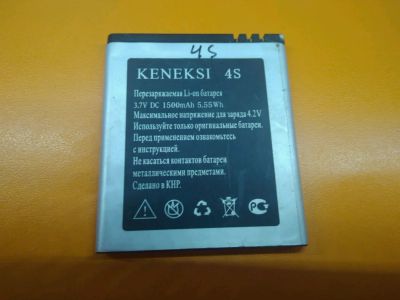 4S
KENEKSI 4S
Перезаряжаемая Li-on батарея
3.7V DC 1500mAh 5.55Wh
Максимальное напряжение для заряда 4.2V
Используйте только оригинальные батареи.
Перед применением ознакомьтесь
с инструкцией.
Не касаться контактов батареи
металлическими предметами.
Сделано в КНР.